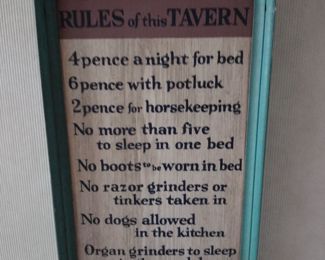 RULES of this TAVERN
4 pence a night for bed
6 pence with potluck
2 pence for horsekeeping
No more than five
to sleep in one bed
No boots to be worn in bed
No razor grinders or
tinkers taken in
No dogs allowed
in the kitchen
Organ grinders to sleep